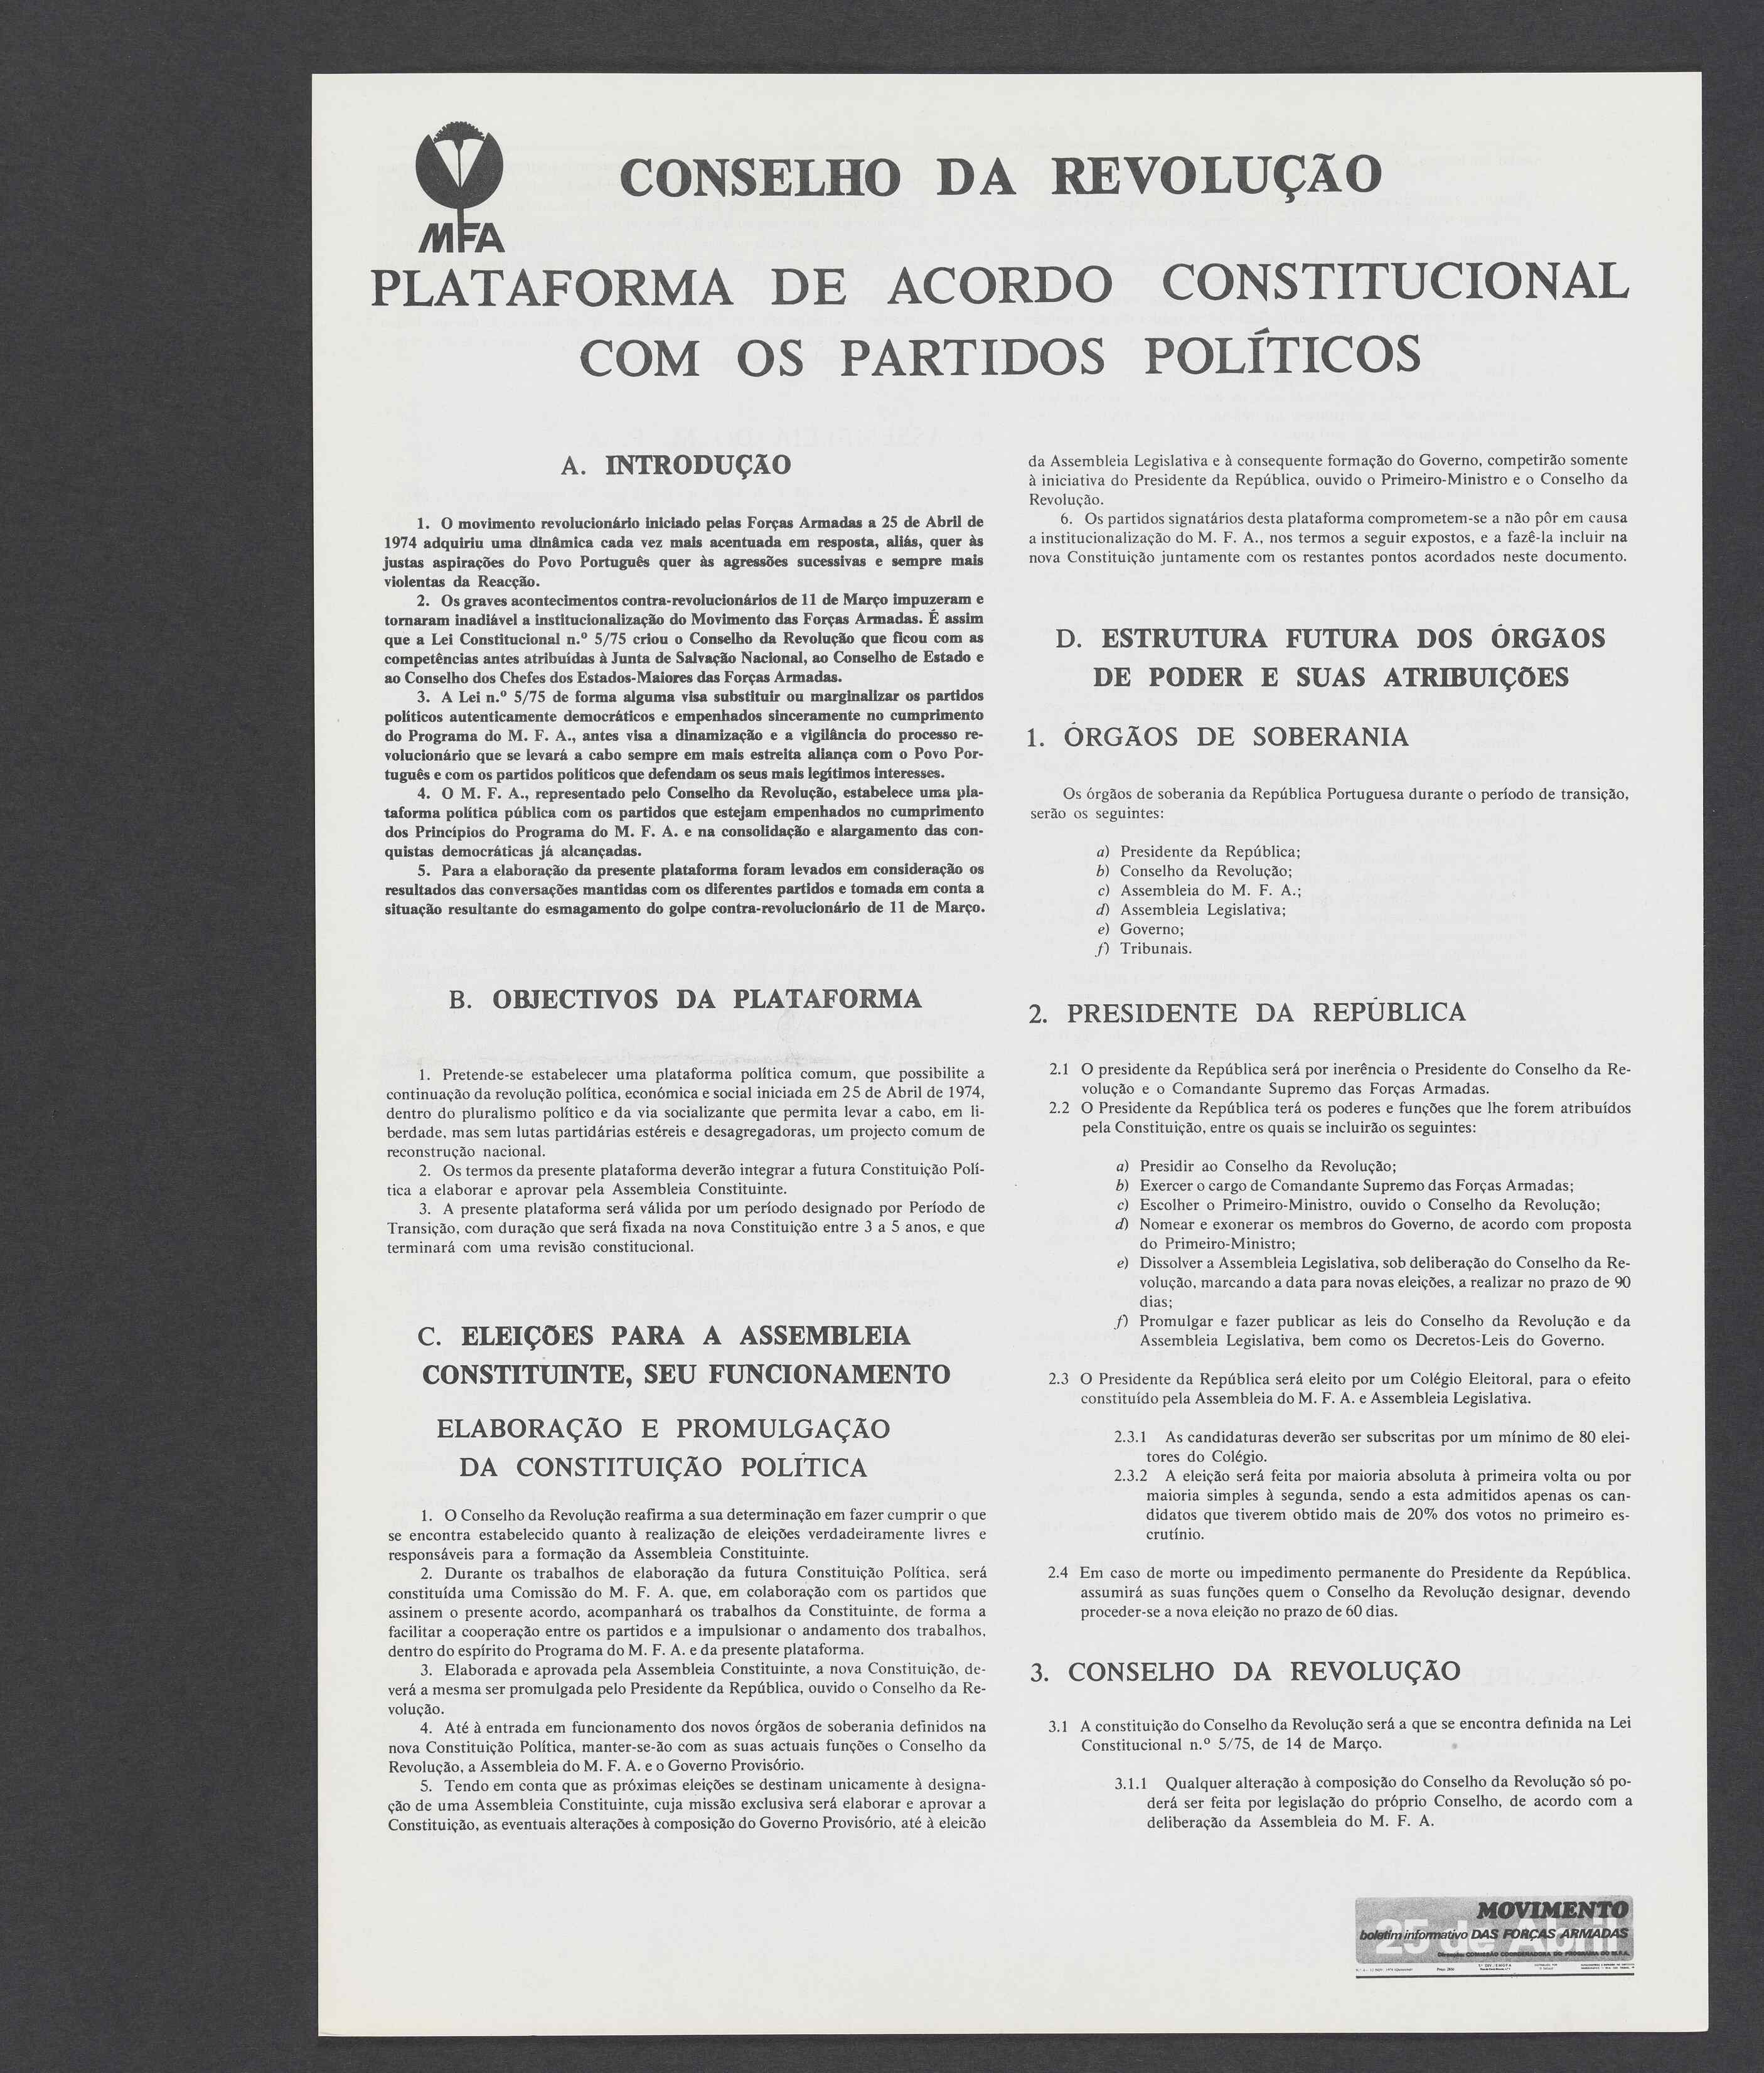 MFA
CONSELHO DA REVOLUÇÃO
PLATAFORMA DE ACORDO CONSTITUCIONAL
COM OS PARTIDOS POLÍTICOS
A. INTRODUÇÃO
1. O movimento revolucionário iniciado pelas Forças Armadas a 25 de Abril de
1974 adquiriu uma dinâmica cada vez mais acentuada em resposta, aliás, quer às
justas aspirações do Povo Português quer às agressões sucessivas e sempre mais
violentas da Reacção.
2. Os graves acontecimentos contra-revolucionários de 11 de Março impuzeram e
tornaram inadiável a institucionalização do Movimento das Forças Armadas. É assim
que a Lei Constitucional n.º 5/75 criou o Conselho da Revolução que ficou com as
competências antes atribuídas à Junta de Salvação Nacional, ao Conselho de Estado e
ao Conselho dos Chefes dos Estados-Maiores das Forças Armadas.
3. A Lei n.º 5/75 de forma alguma visa substituir ou marginalizar os partidos
políticos autenticamente democráticos e empenhados sinceramente no cumprimento
do Programa do M. F. A., antes visa a dinamização e a vigilância do processo re-
volucionário que se levará a cabo sempre em mais estreita aliança com o Povo Por-
tuguês e com os partidos políticos que defendam os seus mais legítimos interesses.
4. O M. F. A., representado pelo Conselho da Revolução, estabelece uma pla-
taforma política pública com os partidos que estejam empenhados no cumprimento
dos Princípios do Programa do M. F. A. e na consolidação e alargamento das con-
quistas democráticas já alcançadas.
5. Para a elaboração da presente plataforma foram levados em consideração os
resultados das conversações mantidas com os diferentes partidos e tomada em conta a
situação resultante do esmagamento do golpe contra-revolucionário de 11 de Março.
B. OBJECTIVOS DA PLATAFORMA
1. Pretende-se estabelecer uma plataforma política comum, que possibilite a
continuação da revolução política, económica e social iniciada em 25 de Abril de 1974,
dentro do pluralismo político e da via socializante que permita levar a cabo, em li-
berdade, mas sem lutas partidárias estéreis e desagregadoras, um projecto comum de
reconstrução nacional.
2. Os termos da presente plataforma deverão integrar a futura Constituição Polí-
tica a elaborar e aprovar pela Assembleia Constituinte.
3. A presente plataforma será válida por um período designado por Período de
Transição, com duração que será fixada na nova Constituição entre 3 a 5 anos, e que
terminará com uma revisão constitucional.
C. ELEIÇÕES PARA A ASSEMBLEIA
CONSTITUINTE, SEU FUNCIONAMENTO
ELABORAÇÃO E PROMULGAÇÃO
DA CONSTITUIÇÃO POLÍTICA
1. O Conselho da Revolução reafirma a sua determinação em fazer cumprir o que
se encontra estabelecido quanto à realização de eleições verdadeiramente livres e
responsáveis para a formação da Assembleia Constituinte.
2. Durante os trabalhos de elaboração da futura Constituição Política, será
constituída uma Comissão do M. F. A. que, em colaboração com os partidos que
assinem o presente acordo, acompanhará os trabalhos da Constituinte, de forma a
facilitar a cooperação entre os partidos e a impulsionar o andamento dos trabalhos,
dentro do espírito do Programa do M. F. A. e da presente plataforma.
3. Elaborada e aprovada pela Assembleia Constituinte, a nova Constituição, de-
verá a mesma ser promulgada pelo Presidente da República, ouvido o Conselho da Re-
volução.
4. Até à entrada em funcionamento dos novos órgãos de soberania definidos na
nova Constituição Política, manter-se-ão com as suas actuais funções o Conselho da
Revolução, a Assembleia do M. F. A. e o Governo Provisório.
5. Tendo em conta que as próximas eleições se destinam unicamente à designa-
ção de uma Assembleia Constituinte, cuja missão exclusiva será elaborar e aprovar a
Constituição, as eventuais alterações à composição do Governo Provisório, até à eleicão
da Assembleia Legislativa e à consequente formação do Governo, competirão somente
à iniciativa do Presidente da República, ouvido o Primeiro-Ministro e o Conselho da
Revolução.
6. Os partidos signatários desta plataforma comprometem-se a não pôr em causa
a institucionalização do M. F. A., nos termos a seguir expostos, e a fazê-la incluir na
nova Constituição juntamente com os restantes pontos acordados neste documento.
D. ESTRUTURA FUTURA DOS ÓRGÃOS
DE PODER E SUAS ATRIBUIÇÕES
1. ÓRGÃOS DE SOBERANIA
Os órgãos de soberania da República Portuguesa durante o período de transição,
serão os seguintes:
a) Presidente da República;
b) Conselho da Revolução;
c) Assembleia do M. F. A.;
d) Assembleia Legislativa;
e) Governo;
f) Tribunais.
2. PRESIDENTE DA REPÚBLICA
2.1 O presidente da República será por inerência o Presidente do Conselho da Re-
volução e o Comandante Supremo das Forças Armadas.
2.2 O Presidente da República terá os poderes e funções que lhe forem atribuídos
pela Constituição, entre os quais se incluirão os seguintes:
a) Presidir ao Conselho da Revolução;
b) Exercer o cargo de Comandante Supremo das Forças Armadas;
c) Escolher o Primeiro-Ministro, ouvido o Conselho da Revolução;
d) Nomear e exonerar os membros do Governo, de acordo com proposta
do Primeiro-Ministro;
e) Dissolver a Assembleia Legislativa, sob deliberação do Conselho da Re-
volução, marcando a data para novas eleições, a realizar no prazo de 90
dias;
f) Promulgar e fazer publicar as leis do Conselho da Revolução e da
Assembleia Legislativa, bem como os Decretos-Leis do Governo.
2.3 O Presidente da República será eleito por um Colégio Eleitoral, para o efeito
constituído pela Assembleia do M. F. A. e Assembleia Legislativa.
2.3.1 As candidaturas deverão ser subscritas por um mínimo de 80 elei-
tores do Colégio.
2.3.2 A eleição será feita por maioria absoluta à primeira volta ou por
maioria simples à segunda, sendo a esta admitidos apenas os can-
didatos que tiverem obtido mais de 20% dos votos no primeiro es-
crutínio.
2.4 Em caso de morte ou impedimento permanente do Presidente da República,
assumirá as suas funções quem o Conselho da Revolução designar, devendo
proceder-se a nova eleição no prazo de 60 dias.
3. CONSELHO DA REVOLUÇÃO
3.1 A constituição do Conselho da Revolução será a que se encontra definida na Lei
Constitucional n.º 5/75, de 14 de Março.
3.1.1 Qualquer alteração à composição do Conselho da Revolução só po-
derá ser feita por legislação do próprio Conselho, de acordo com a
deliberação da Assembleia do M. F. A.
MOVIMENTO
25 de Abril
boletim informativo DAS FORÇAS ARMADAS
Direcção: COMISSÃO COORDENADORA DO PROGRAMA DO M.F.A.